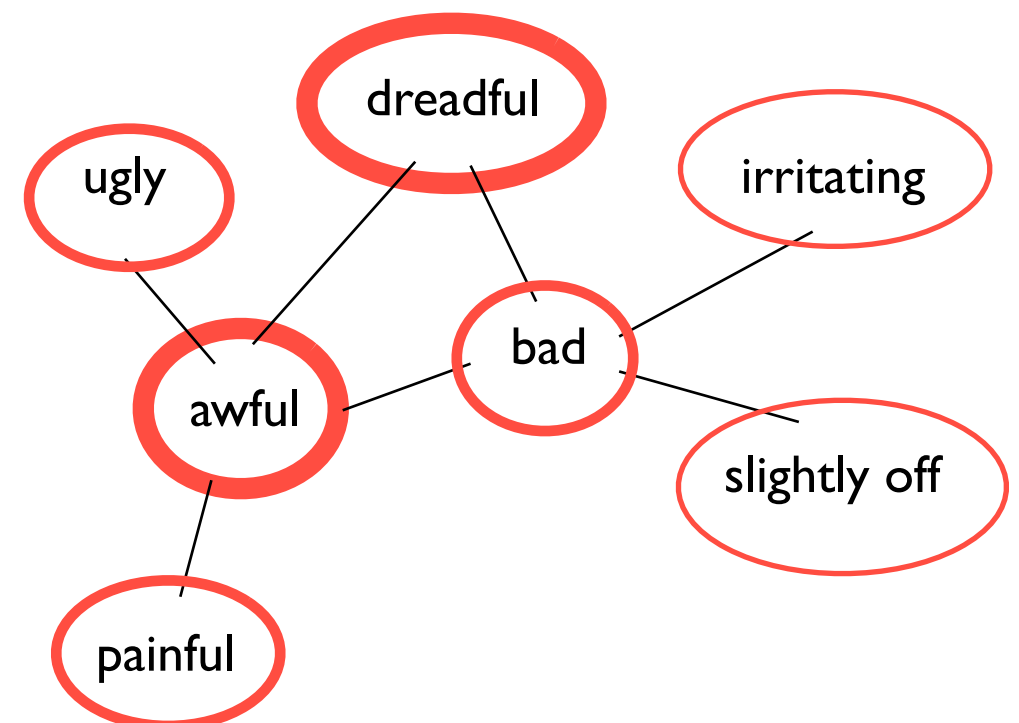 dreadful
ugly
irritating
bad
awful
slightly off
painful